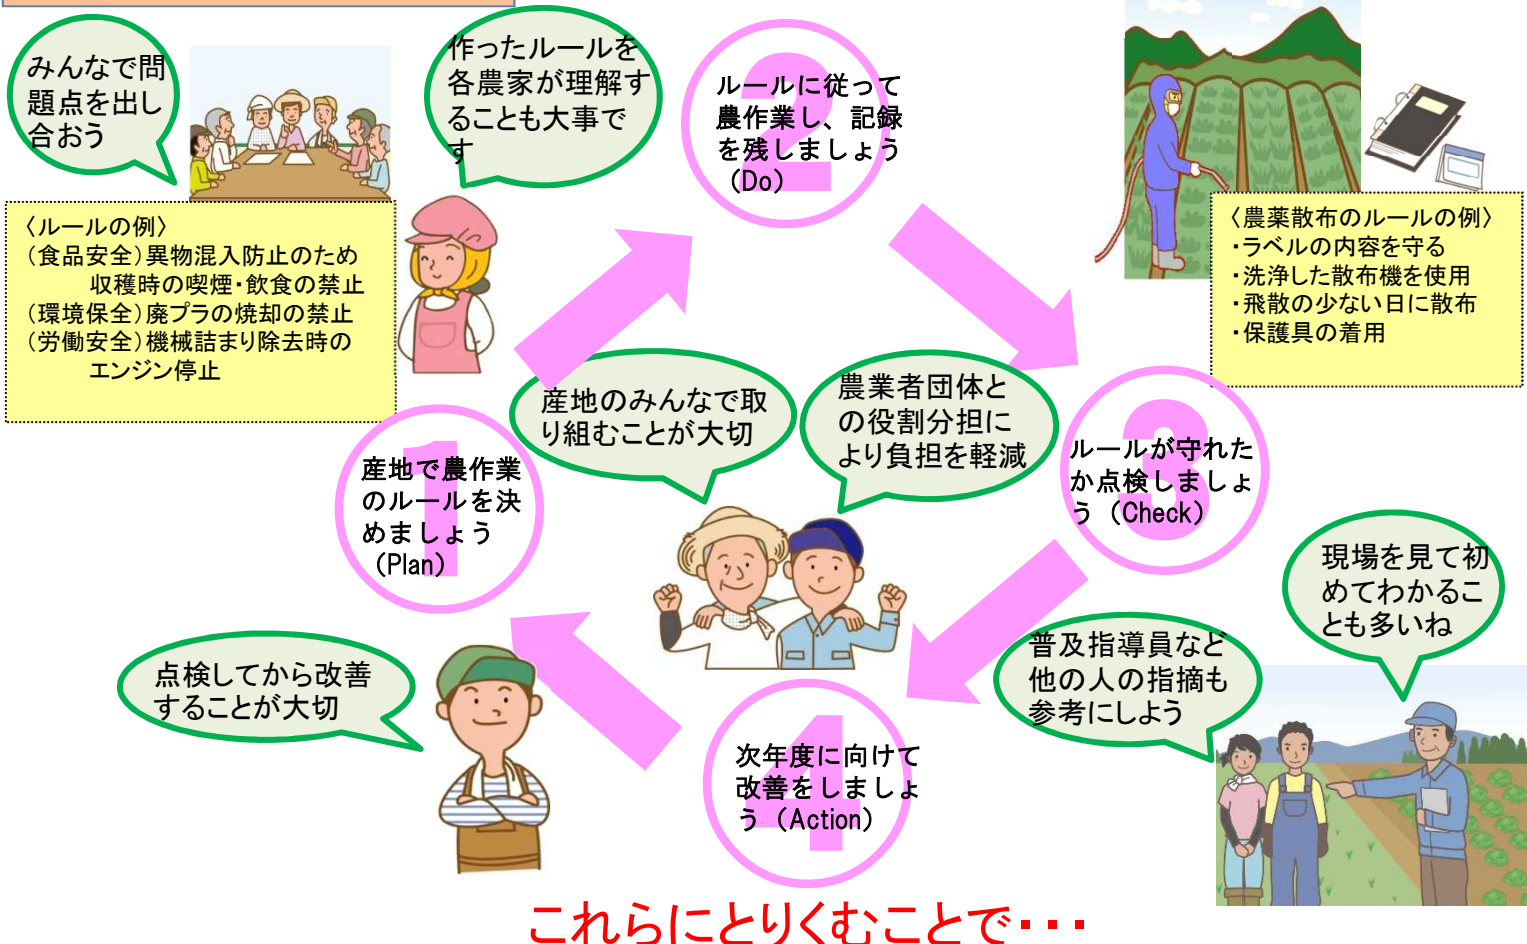 みんなで問
題点を出し
合おう
作ったルールを
各農家が理解す
ることも大事で
す
〈ルールの例〉
(食品安全)異物混入防止のため
収穫時の喫煙・飲食の禁止
(環境保全)廃プラの焼却の禁止
(労働安全)機械詰まり除去時の
エンジン停止
1
産地で農作業
のルールを決
めましょう
(Plan)
2
ルールに従って
農作業し、記録
を残しましょう
(Do)
〈農薬散布のルールの例〉
・ラベルの内容を守る
・洗浄した散布機を使用
・飛散の少ない日に散布
・保護具の着用
産地のみんなで取
り組むことが大切
農業者団体と
の役割分担に
より負担を軽減
3
ルールが守れた
か点検しましょ
う(Check)
現場を見て初
めてわかるこ
とも多いね
普及指導員など
他の人の指摘も
参考にしよう
4
次年度に向けて
改善をしましょ
う(Action)
点検してから改善
することが大切
これらにとりくむことで・・・